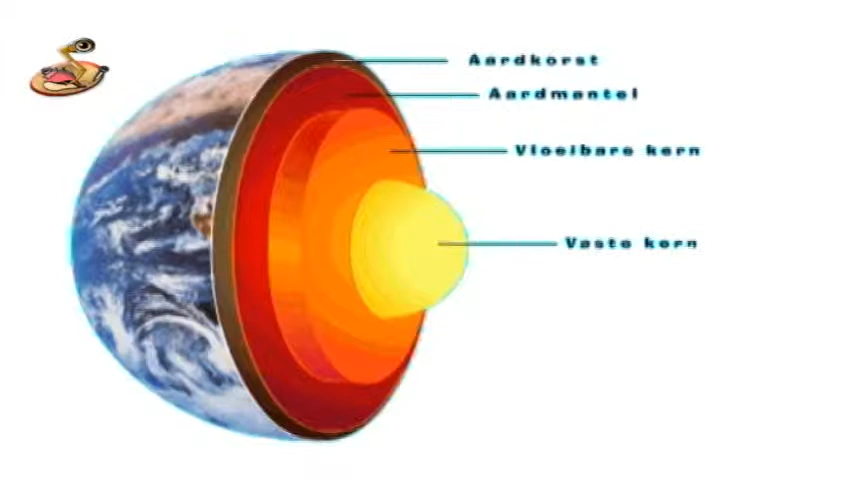 Aardkorst
Aardmantel
Vloeibare kern
Vaste kern